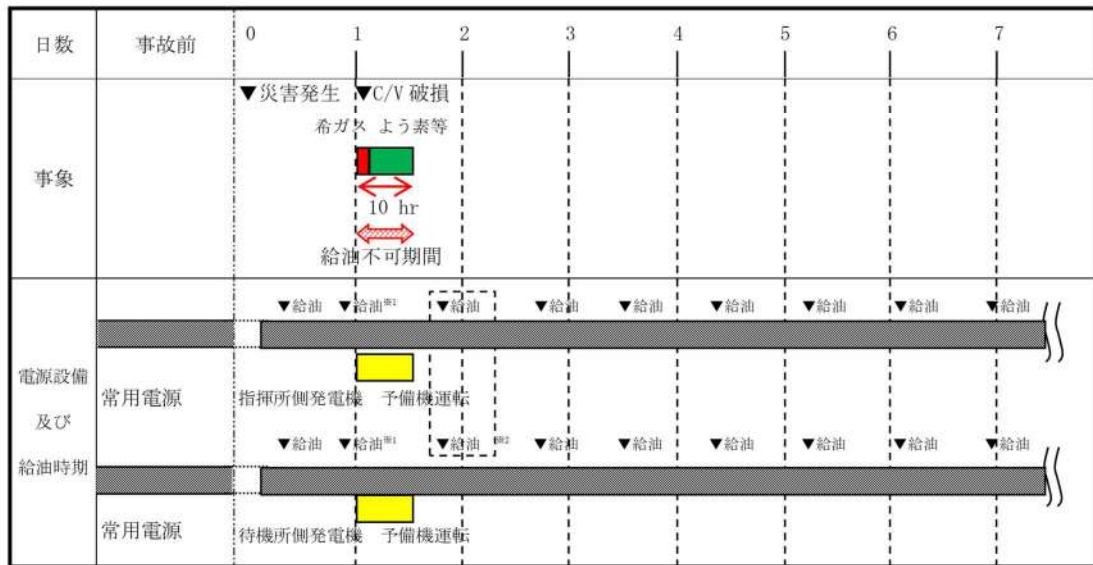 日数 事故前 0 1 2 3 4 5 6 7
事象
▼災害発生 ▼C/V 破損
希ガス よう素等
10 hr
給油不可期間
電源設備
及び
給油時期
▼給油 ▼給油※1 ▼給油 ▼給油 ▼給油 ▼給油 ▼給油 ▼給油 ▼給油
常用電源 指揮所側発電機 予備機運転
▼給油 ▼給油※1 ▼給油 ※2 ▼給油 ▼給油 ▼給油 ▼給油 ▼給油 ▼給油
常用電源 待機所側発電機 予備機運転